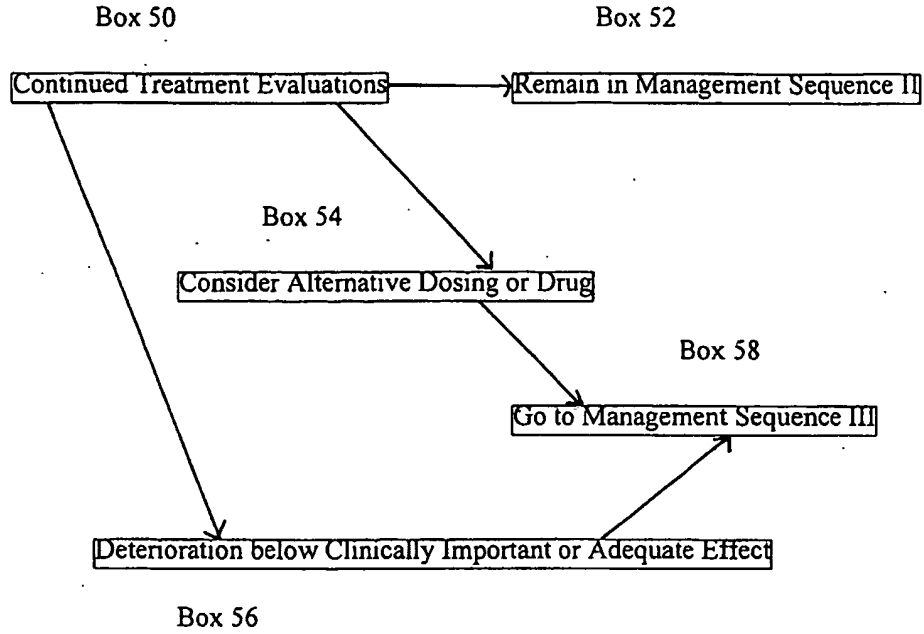 Box 50
Box 52
Continued Treatment Evaluations
Remain in Management Sequence II
Box 54
Consider Alternative Dosing or Drug
Box 58
Go to Management Sequence III
Deterioration below Clinically Important or Adequate Effect
Box 56